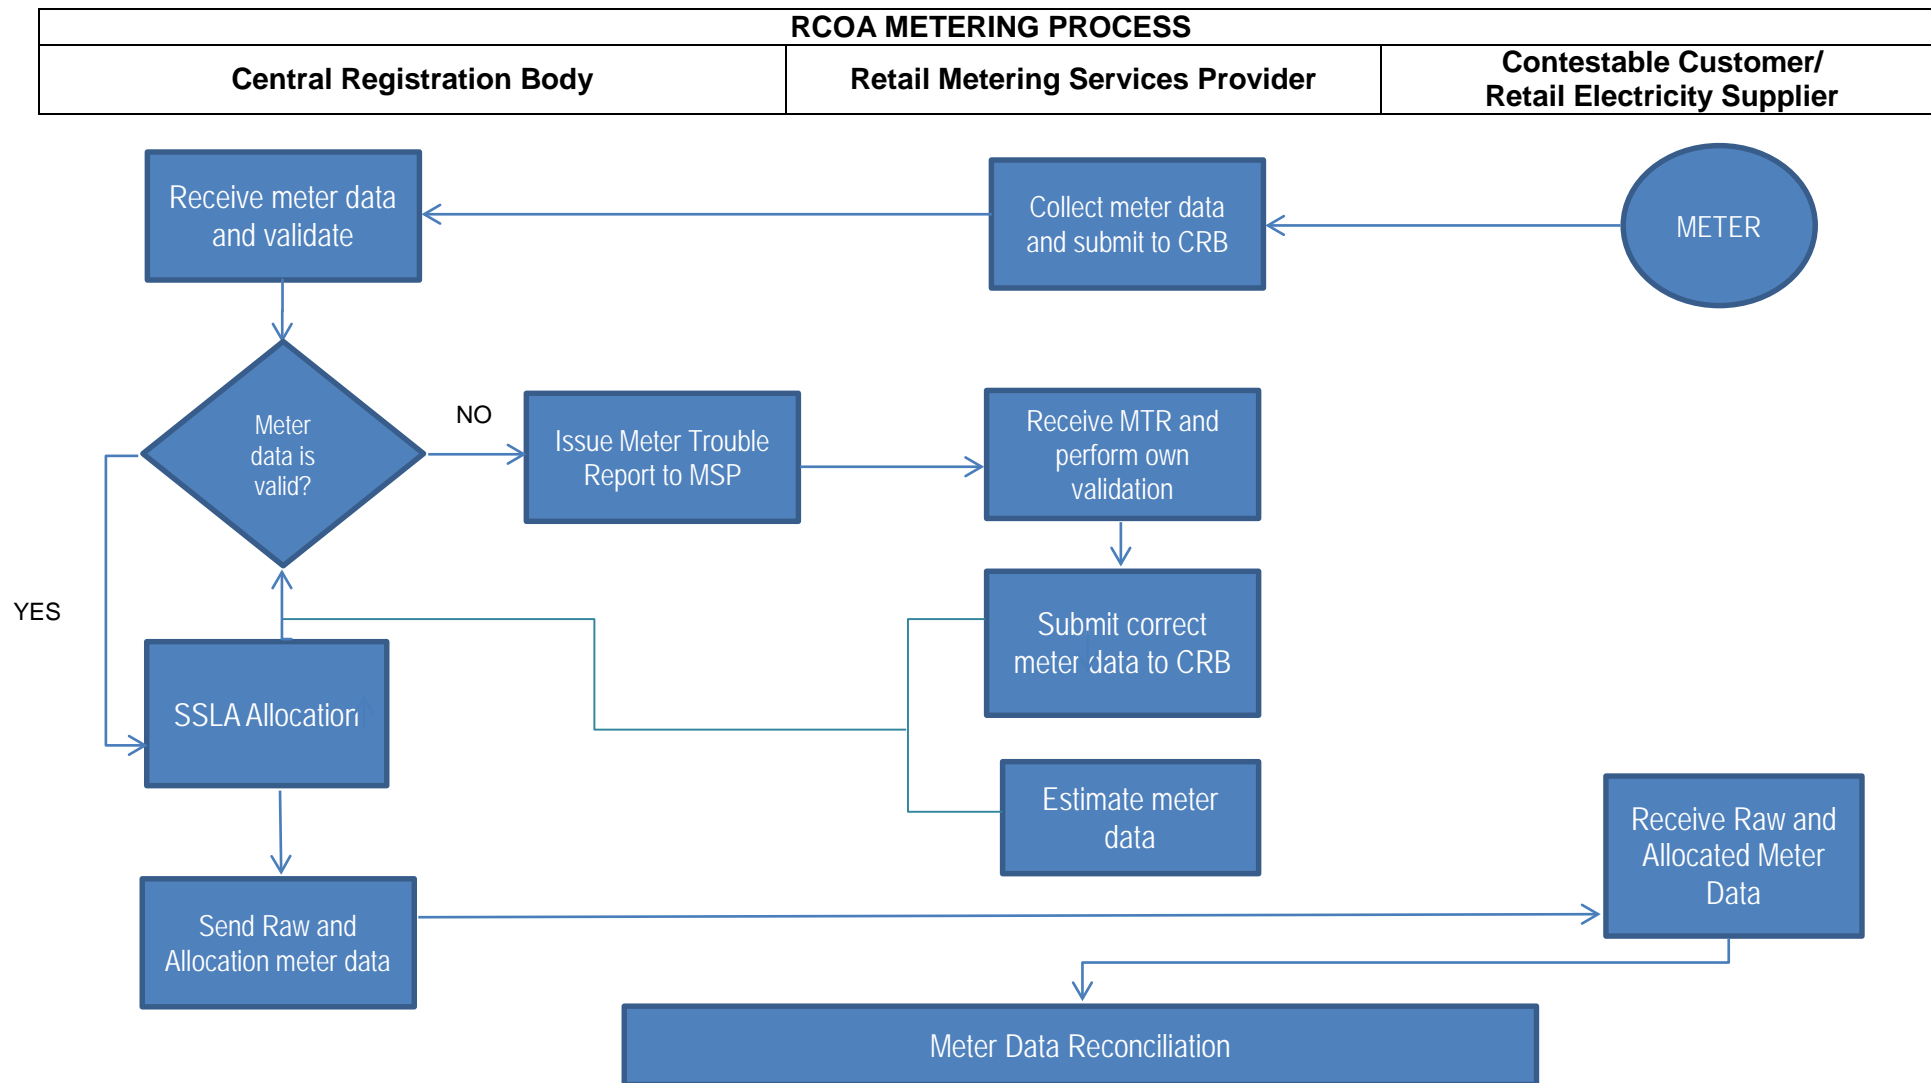 RCOA METERING PROCESS
Central Registration Body
Retail Metering Services Provider
Contestable Customer/
Retail Electricity Supplier
Receive meter data
and validate
Collect meter data
and submit to CRB
METER
Meter
data is
valid?
NO
Issue Meter Trouble
Report to MSP
Receive MTR and
perform own
validation
YES
SSLA Allocation
Submit correct
meter data to CRB
Estimate meter
data
Receive Raw and
Allocated Meter
Data
Send Raw and
Allocation meter data
Meter Data Reconciliation